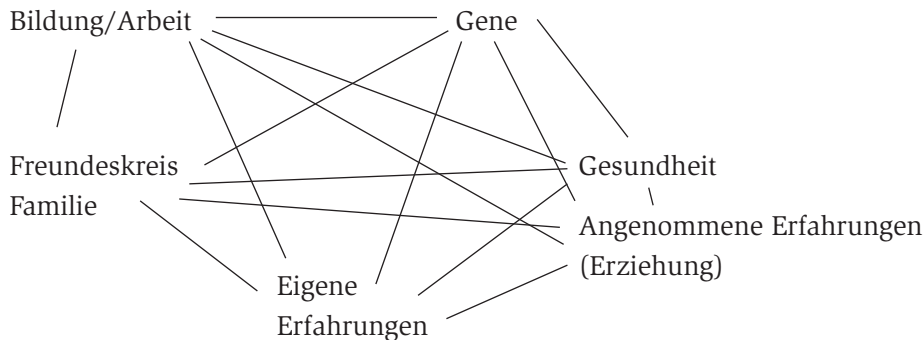 Bildung/Arbeit
Gene
Freundeskreis
Familie
Gesundheit
Angenommene Erfahrungen
(Erziehung)
Eigene
Erfahrungen